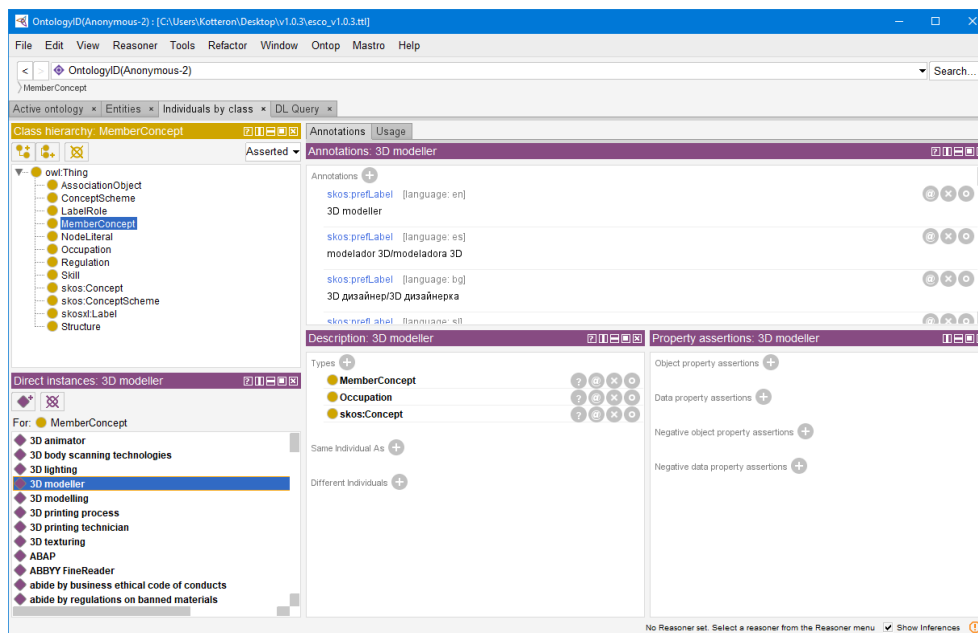 OntologyID(Anonymous-2) : [C:\Users\Kotteron\Desktop\v1.0.3\esco_v1.0.3.ttl]
File Edit View Reasoner Tools Refactor Window Ontop Mastro Help
< > OntologyID(Anonymous-2) Search...
MemberConcept
Active ontology × Entities × Individuals by class × DL Query ×
Class hierarchy: MemberConcept
Asserted
owl:Thing
AssociationObject
ConceptScheme
LabelRole
MemberConcept
NodeLiteral
Occupation
Regulation
Skill
skos:Concept
skos:ConceptScheme
skosxl:Label
Structure
Direct instances: 3D modeller
For: MemberConcept
3D animator
3D body scanning technologies
3D lighting
3D modeller
3D modelling
3D printing process
3D printing technician
3D texturing
ABAP
ABBYY FineReader
abide by business ethical code of conducts
abide by regulations on banned materials
Annotations Usage
Annotations: 3D modeller
Annotations
skos:prefLabel [language: en]
3D modeller
skos:prefLabel [language: es]
modelador 3D/modeladora 3D
skos:prefLabel [language: bg]
3D дизайнер/3D дизайнерка
skos:prefLabel [language: sl]
Description: 3D modeller
Types
MemberConcept
Occupation
skos:Concept
Same Individual As
Different Individuals
Property assertions: 3D modeller
Object property assertions
Data property assertions
Negative object property assertions
Negative data property assertions
No Reasoner set. Select a reasoner from the Reasoner menu Show Inferences